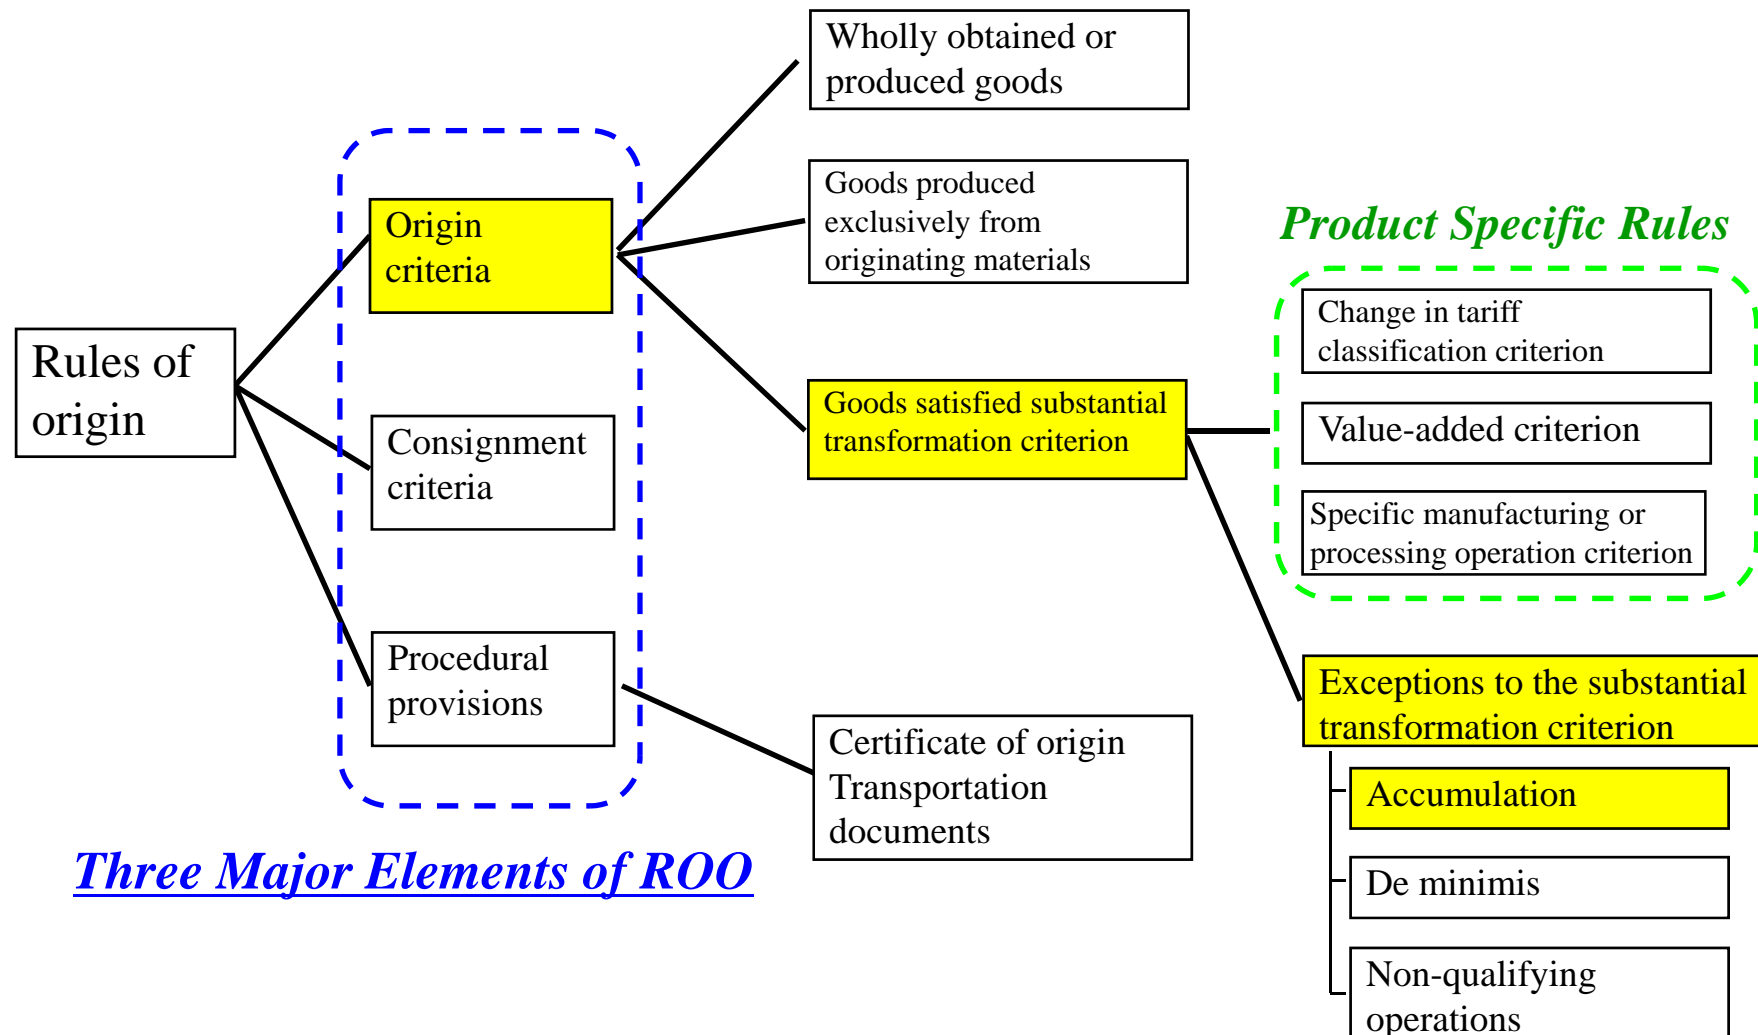 Rules of
origin
Origin
criteria
Consignment
criteria
Procedural
provisions
Three Major Elements of ROO
Wholly obtained or
produced goods
Goods produced
exclusively from
originating materials
Goods satisfied substantial
transformation criterion
Certificate of origin
Transportation
documents
Product Specific Rules
Change in tariff
classification criterion
Value-added criterion
Specific manufacturing or
processing operation criterion
Exceptions to the substantial
transformation criterion
Accumulation
De minimis
Non-qualifying
operations